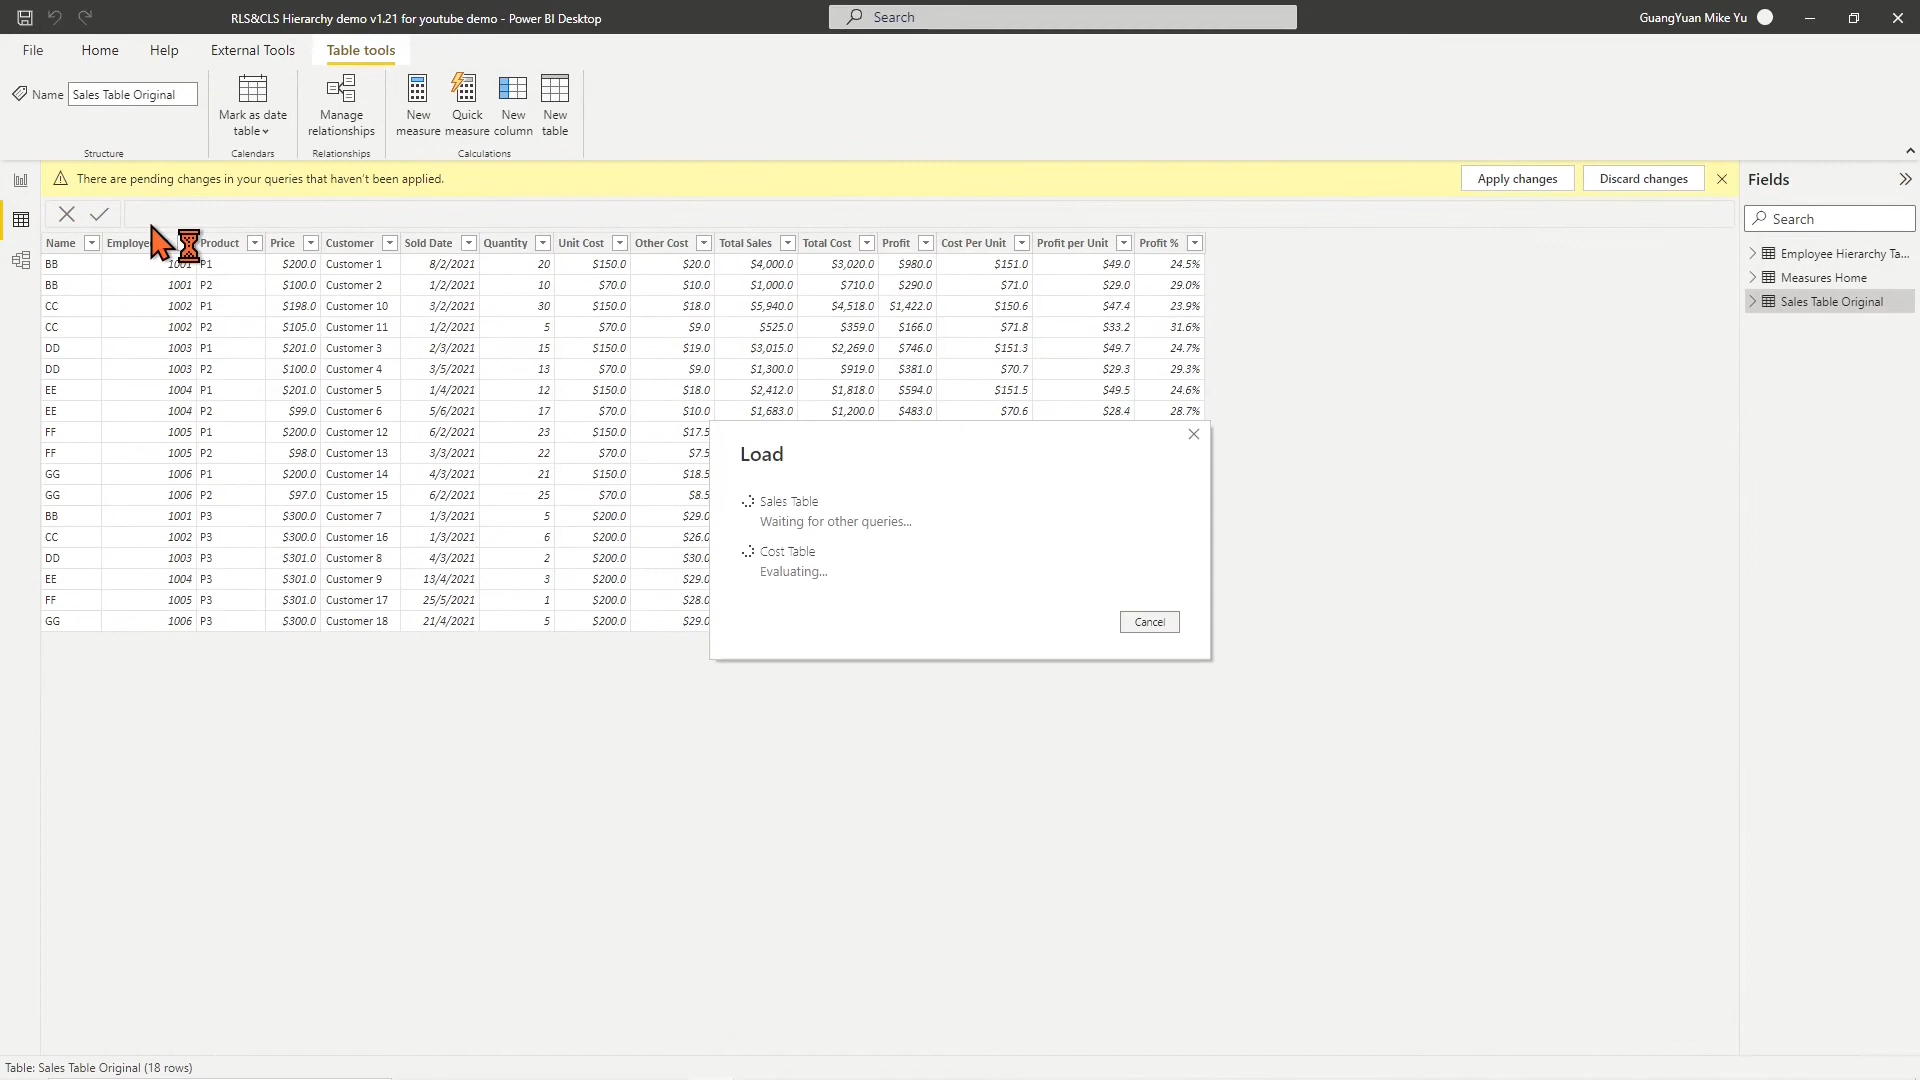 RLS&CLS Hierarchy demo v1.21 for youtube demo - Power BI Desktop
Search
GuangYuan Mike Yu
File Home Help External Tools Table tools
Name Sales Table Original
Mark as date table
Manage relationships
New measure
Quick measure
New column
New table
Structure Calendars Relationships Calculations
There are pending changes in your queries that haven't been applied.
Apply changes Discard changes
Fields
Search
Employee Hierarchy Ta...
Measures Home
Sales Table Original
Name Employe Product Price Customer Sold Date Quantity Unit Cost Other Cost Total Sales Total Cost Profit Cost Per Unit Profit per Unit Profit %
BB 1001 P1 $200.0 Customer 1 8/2/2021 20 $150.0 $20.0 $4,000.0 $3,020.0 $980.0 $151.0 $49.0 24.5%
BB 1001 P2 $100.0 Customer 2 1/2/2021 10 $70.0 $10.0 $1,000.0 $710.0 $290.0 $71.0 $29.0 29.0%
CC 1002 P1 $198.0 Customer 10 3/2/2021 30 $150.0 $18.0 $5,940.0 $4,518.0 $1,422.0 $150.6 $47.4 23.9%
CC 1002 P2 $105.0 Customer 11 1/2/2021 5 $70.0 $9.0 $525.0 $359.0 $166.0 $71.8 $33.2 31.6%
DD 1003 P1 $201.0 Customer 3 2/3/2021 15 $150.0 $19.0 $3,015.0 $2,269.0 $746.0 $151.3 $49.7 24.7%
DD 1003 P2 $100.0 Customer 4 3/5/2021 13 $70.0 $9.0 $1,300.0 $919.0 $381.0 $70.7 $29.3 29.3%
EE 1004 P1 $201.0 Customer 5 1/4/2021 12 $150.0 $18.0 $2,412.0 $1,818.0 $594.0 $151.5 $49.5 24.6%
EE 1004 P2 $99.0 Customer 6 5/6/2021 17 $70.0 $10.0 $1,683.0 $1,200.0 $483.0 $70.6 $28.4 28.7%
FF 1005 P1 $200.0 Customer 12 6/2/2021 23 $150.0 $17.5
FF 1005 P2 $98.0 Customer 13 3/3/2021 22 $70.0 $7.5
GG 1006 P1 $200.0 Customer 14 4/3/2021 21 $150.0 $18.5
GG 1006 P2 $97.0 Customer 15 6/2/2021 25 $70.0 $8.5
BB 1001 P3 $300.0 Customer 7 1/3/2021 5 $200.0 $29.0
CC 1002 P3 $300.0 Customer 16 1/3/2021 6 $200.0 $26.0
DD 1003 P3 $301.0 Customer 8 4/3/2021 2 $200.0 $30.0
EE 1004 P3 $301.0 Customer 9 13/4/2021 3 $200.0 $29.0
FF 1005 P3 $301.0 Customer 17 25/5/2021 1 $200.0 $28.0
GG 1006 P3 $300.0 Customer 18 21/4/2021 5 $200.0 $29.0
Load
Sales Table
Waiting for other queries...
Cost Table
Evaluating...
Cancel
Table: Sales Table Original (18 rows)